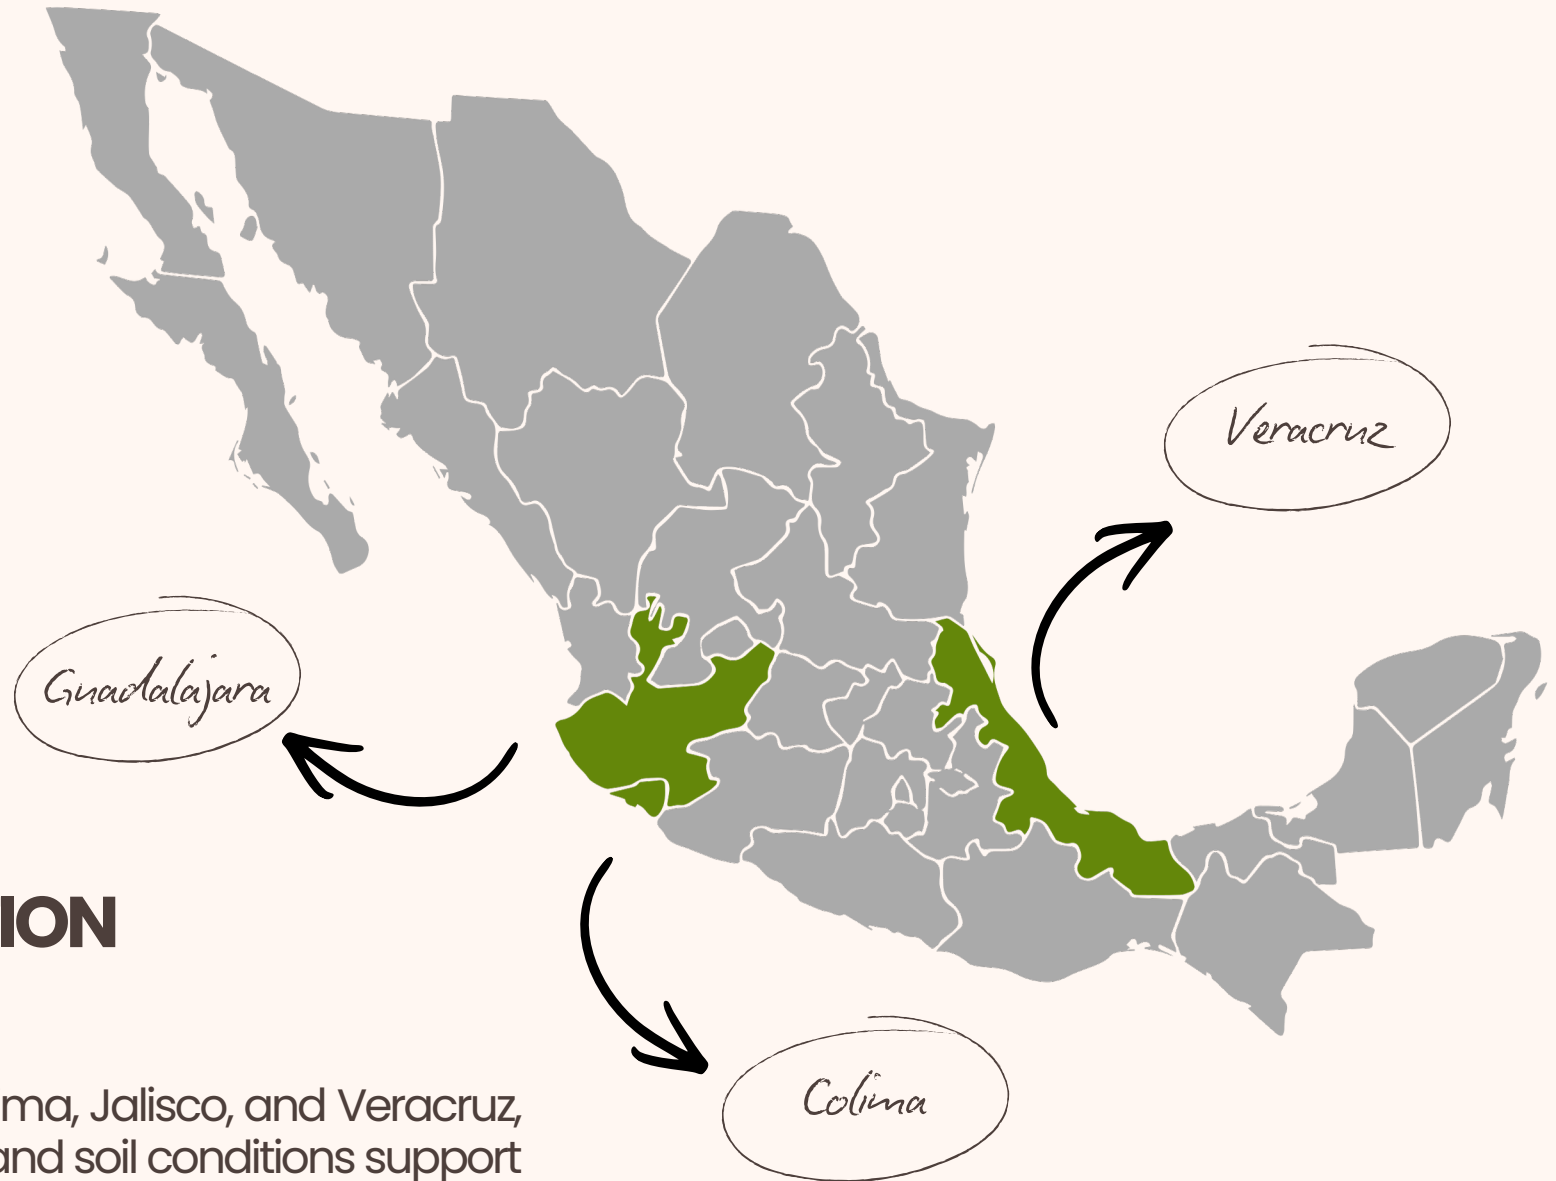 Veracruz
Guadalajara
ION
Colima
ma, Jalisco, and Veracruz,
and soil conditions support